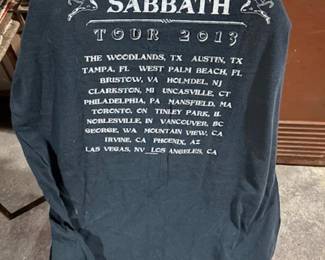 SABBATH
TOUR 2013
THE WOODLANDS, TX AUSTIN, TX
TAMPA, FL WEST PALM BEACH, FL
BRISTOW, VA HOLMDEL, NJ
CLARKSTON, MI UNCASVILLE, CT
PHILADELPHIA, PA MANSFIELD, MA
TORONTO, ON TINLEY PARK, IL
NOBLESVILLE, IN VANCOUVER, BC
GEORGE, WA MOUNTAIN VIEW, CA
IRVINE, CA PHOENIX, AZ
LAS VEGAS, NV LOS ANGELES, CA